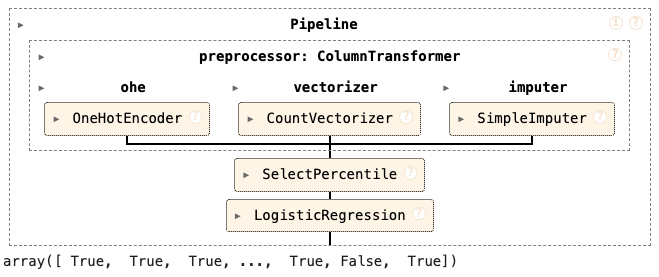 Pipeline
preprocessor: ColumnTransformer
ohe vectorizer imputer
OneHotEncoder ? CountVectorizer ? SimpleImputer ?
SelectPercentile ?
LogisticRegression ?
array([ True,  True,  True, ...,  True, False,  True])